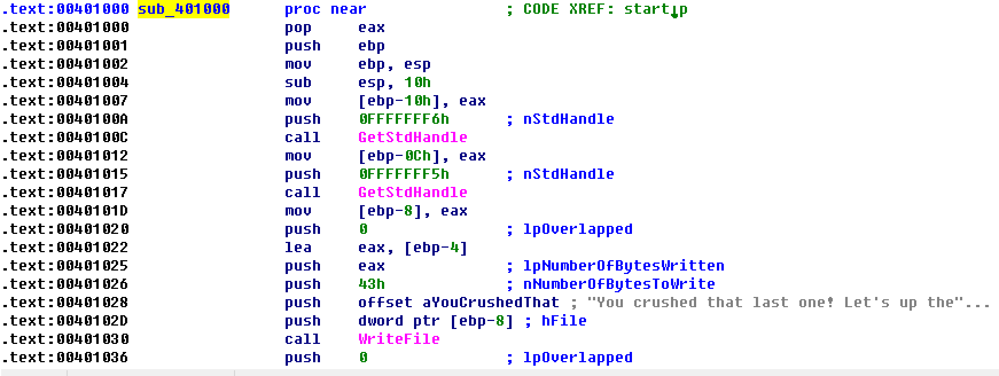 .text:00401000 sub_401000 proc near ; CODE XREF: start↓p
.text:00401000 pop eax
.text:00401001 push ebp
.text:00401002 mov ebp, esp
.text:00401004 sub esp, 10h
.text:00401007 mov [ebp-10h], eax
.text:0040100A push 0FFFFFFF6h ; nStdHandle
.text:0040100C call GetStdHandle
.text:00401012 mov [ebp-0Ch], eax
.text:00401015 push 0FFFFFFF5h ; nStdHandle
.text:00401017 call GetStdHandle
.text:0040101D mov [ebp-8], eax
.text:00401020 push 0 ; lpOverlapped
.text:00401022 lea eax, [ebp-4]
.text:00401025 push eax ; lpNumberOfBytesWritten
.text:00401026 push 43h ; nNumberOfBytesToWrite
.text:00401028 push offset aYouCrushedThat ; "You crushed that last one! Let's up the"...
.text:0040102D push dword ptr [ebp-8] ; hFile
.text:00401030 call WriteFile
.text:00401036 push 0 ; lpOverlapped